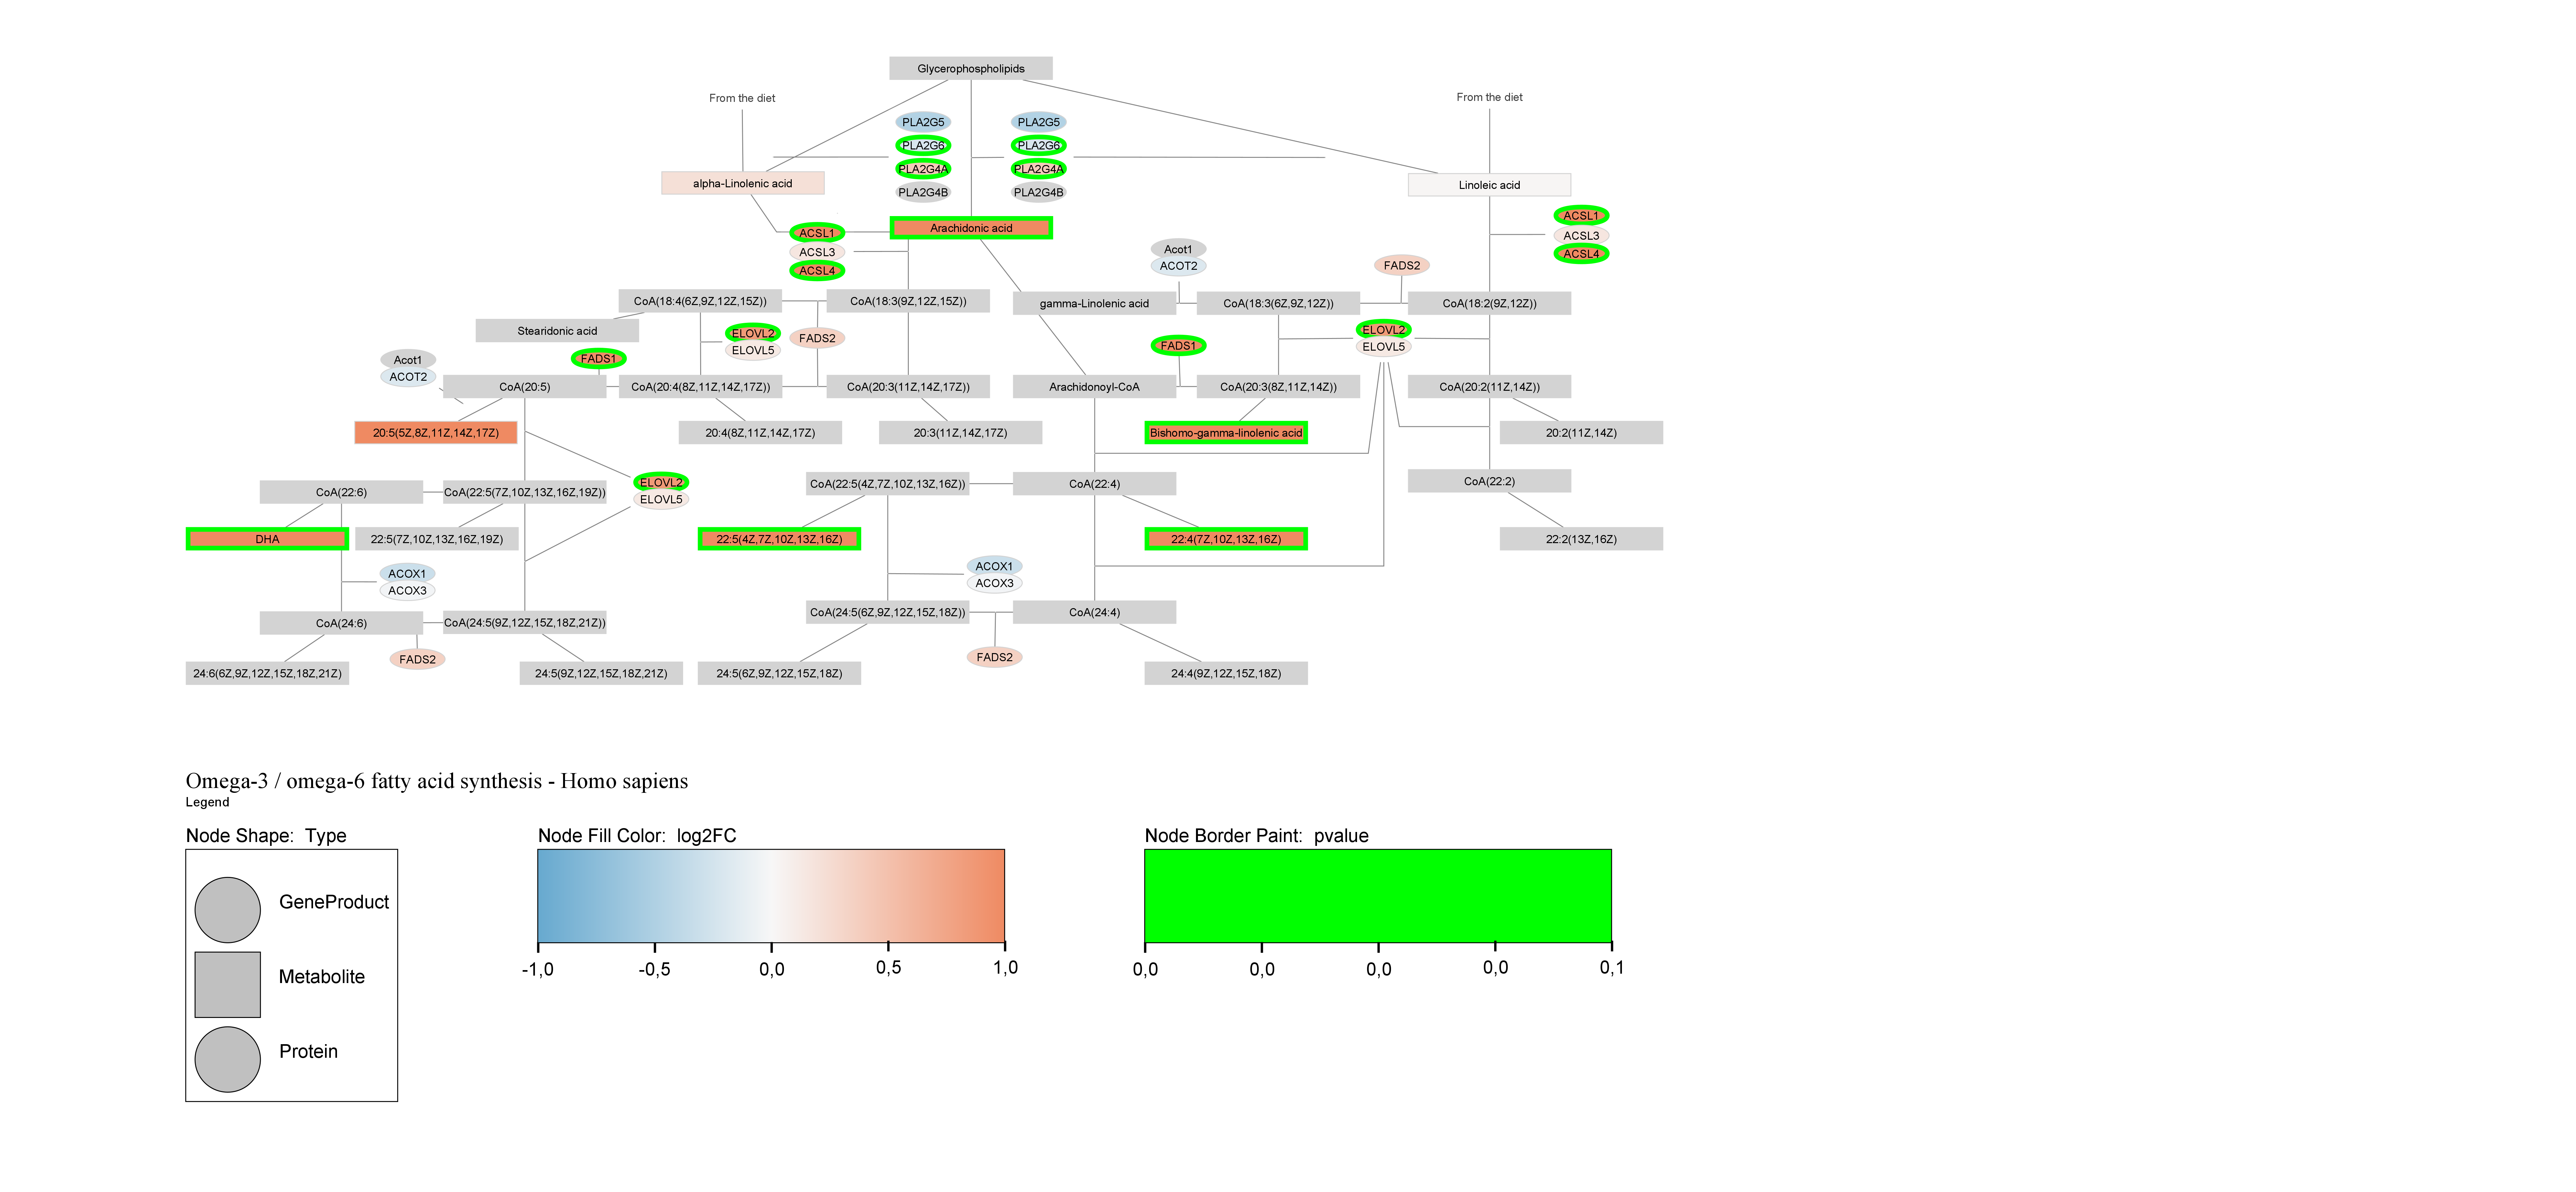 Glycerophospholipids
From the diet
From the diet
PLA2G5
PLA2G5
PLA2G6
PLA2G6
PLA2G4A
PLA2G4A
alpha-Linolenic acid
Linoleic acid
PLA2G4B
PLA2G4B
ACSL1
ACSL3
ACSL4
Arachidonic acid
ACSL1
ACSL3
ACSL4
Acot1
ACOT2
FADS2
CoA(18:4(6Z,9Z,12Z,15Z))
CoA(18:3(9Z,12Z,15Z))
gamma-Linolenic acid
CoA(18:3(6Z,9Z,12Z))
CoA(18:2(9Z,12Z))
Stearidonic acid
ELOVL2
ELOVL5
FADS2
ELOVL2
ELOVL5
FADS1
FADS1
Acot1
ACOT2
CoA(20:5)
CoA(20:4(8Z,11Z,14Z,17Z))
CoA(20:3(11Z,14Z,17Z))
Arachidonoyl-CoA
CoA(20:3(8Z,11Z,14Z))
CoA(20:2(11Z,14Z))
20:5(5Z,8Z,11Z,14Z,17Z)
20:4(8Z,11Z,14Z,17Z)
20:3(11Z,14Z,17Z)
Bishomo-gamma-linolenic acid
20:2(11Z,14Z)
CoA(22:6)
CoA(22:5(7Z,10Z,13Z,16Z,19Z))
ELOVL2
ELOVL5
CoA(22:5(4Z,7Z,10Z,13Z,16Z))
CoA(22:4)
CoA(22:2)
DHA
22:5(7Z,10Z,13Z,16Z,19Z)
22:5(4Z,7Z,10Z,13Z,16Z)
22:4(7Z,10Z,13Z,16Z)
22:2(13Z,16Z)
ACOX1
ACOX3
ACOX1
ACOX3
CoA(24:6)
CoA(24:5(9Z,12Z,15Z,18Z,21Z))
CoA(24:5(6Z,9Z,12Z,15Z,18Z))
CoA(24:4)
FADS2
FADS2
24:6(6Z,9Z,12Z,15Z,18Z,21Z)
24:5(9Z,12Z,15Z,18Z,21Z)
24:5(6Z,9Z,12Z,15Z,18Z)
24:4(9Z,12Z,15Z,18Z)
Omega-3 / omega-6 fatty acid synthesis - Homo sapiens
Legend
Node Shape: Type
GeneProduct
Metabolite
Protein
Node Fill Color: log2FC
-1,0 -0,5 0,0 0,5 1,0
Node Border Paint: pvalue
0,0 0,0 0,0 0,0 0,1